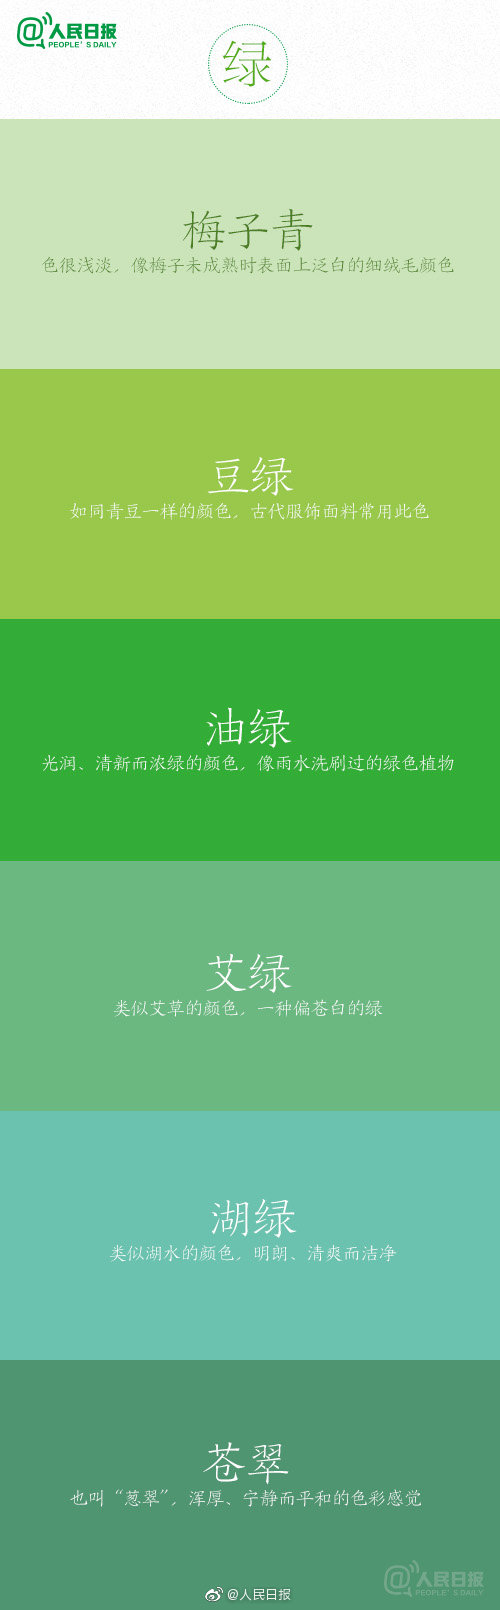 @人民日报
PEOPLE'S DAILY
绿
梅子青
色很浅淡，像梅子未成熟时表面上泛白的细绒毛颜色
豆绿
如同青豆一样的颜色，古代服饰面料常用此色
油绿
光润、清新而浓绿的颜色，像雨水洗刷过的绿色植物
艾绿
类似艾草的颜色，一种偏苍白的绿
湖绿
类似湖水的颜色，明朗、清爽而洁净
苍翠
也叫“葱翠”，浑厚、宁静而平和的色彩感觉
@人民日报
PEOPLE'S DAILY
@人民日报